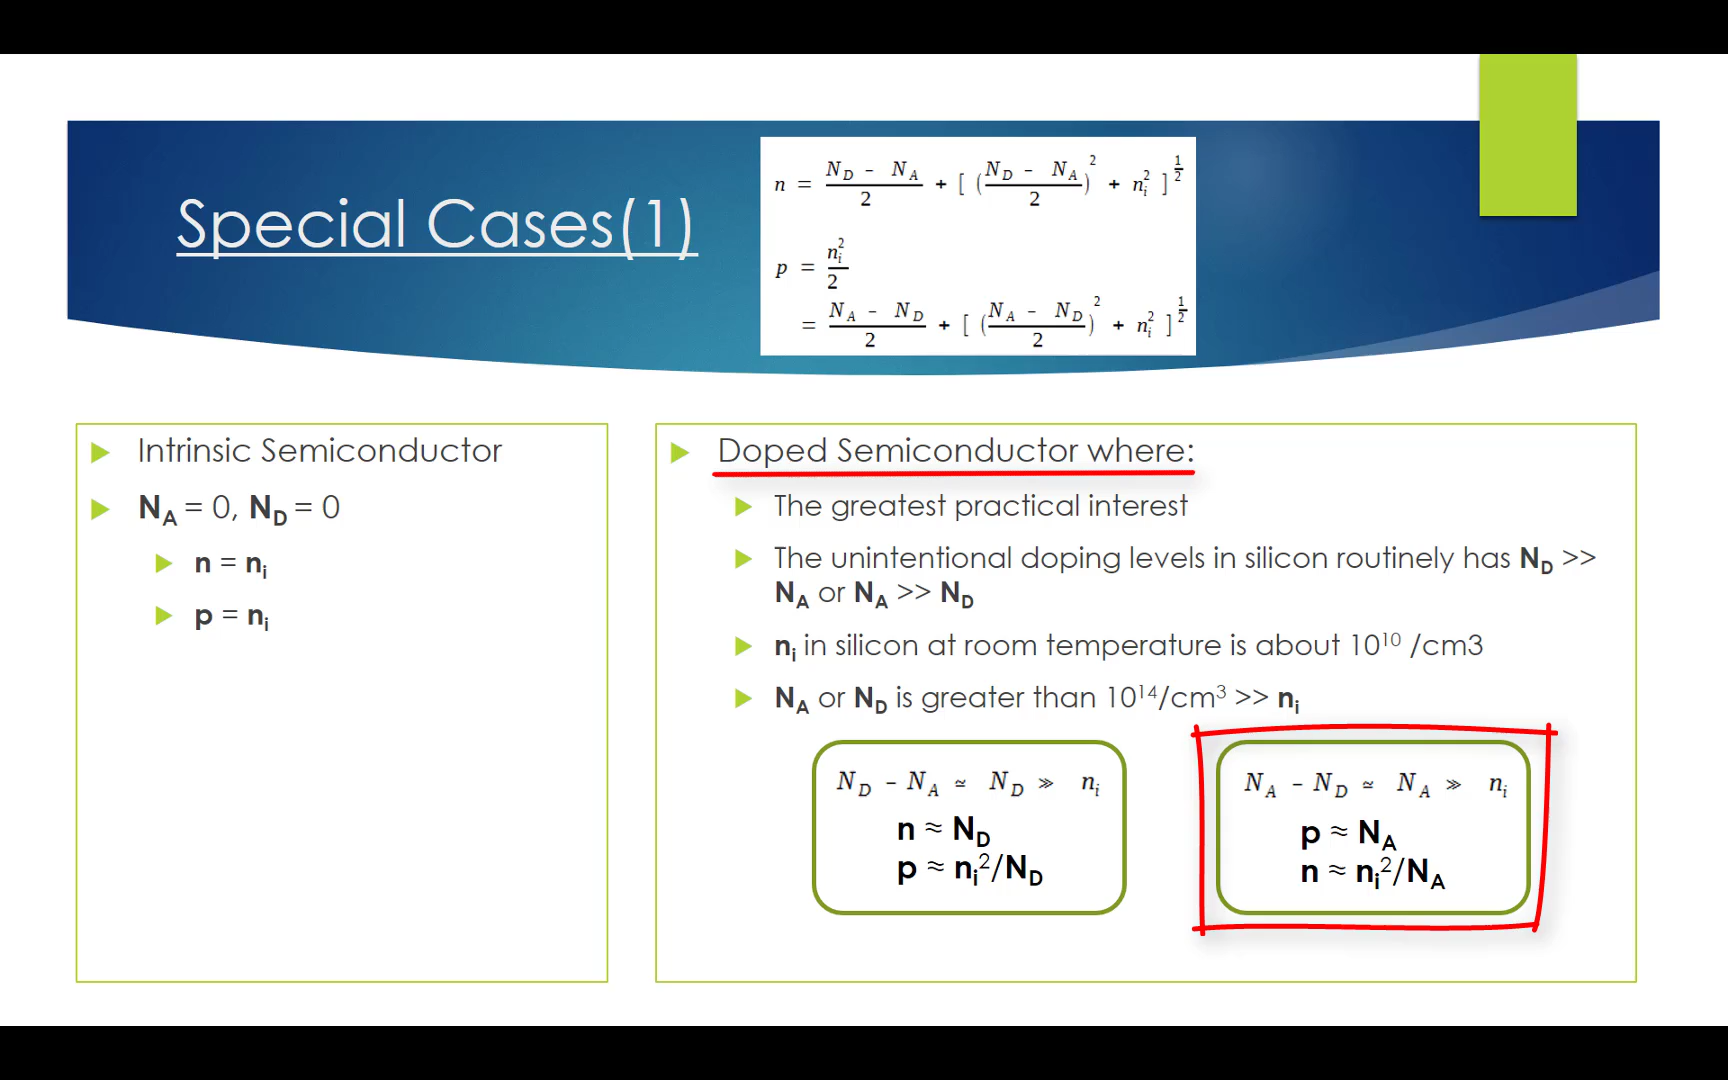 Special Cases(1)
n = (N_D - N_A)/2 + [ ((N_D - N_A)/2)^2 + n_i^2 ]^(1/2)
p = n_i^2/2
= (N_A - N_D)/2 + [ ((N_A - N_D)/2)^2 + n_i^2 ]^(1/2)
Intrinsic Semiconductor
N_A = 0, N_D = 0
n = n_i
p = n_i
Doped Semiconductor where:
The greatest practical interest
The unintentional doping levels in silicon routinely has N_D >>
N_A or N_A >> N_D
n_i in silicon at room temperature is about 10^10 /cm3
N_A or N_D is greater than 10^14/cm^3 >> n_i
N_D - N_A ≃ N_D ≫ n_i
n ≈ N_D
p ≈ n_i^2/N_D
N_A - N_D ≃ N_A ≫ n_i
p ≈ N_A
n ≈ n_i^2/N_A